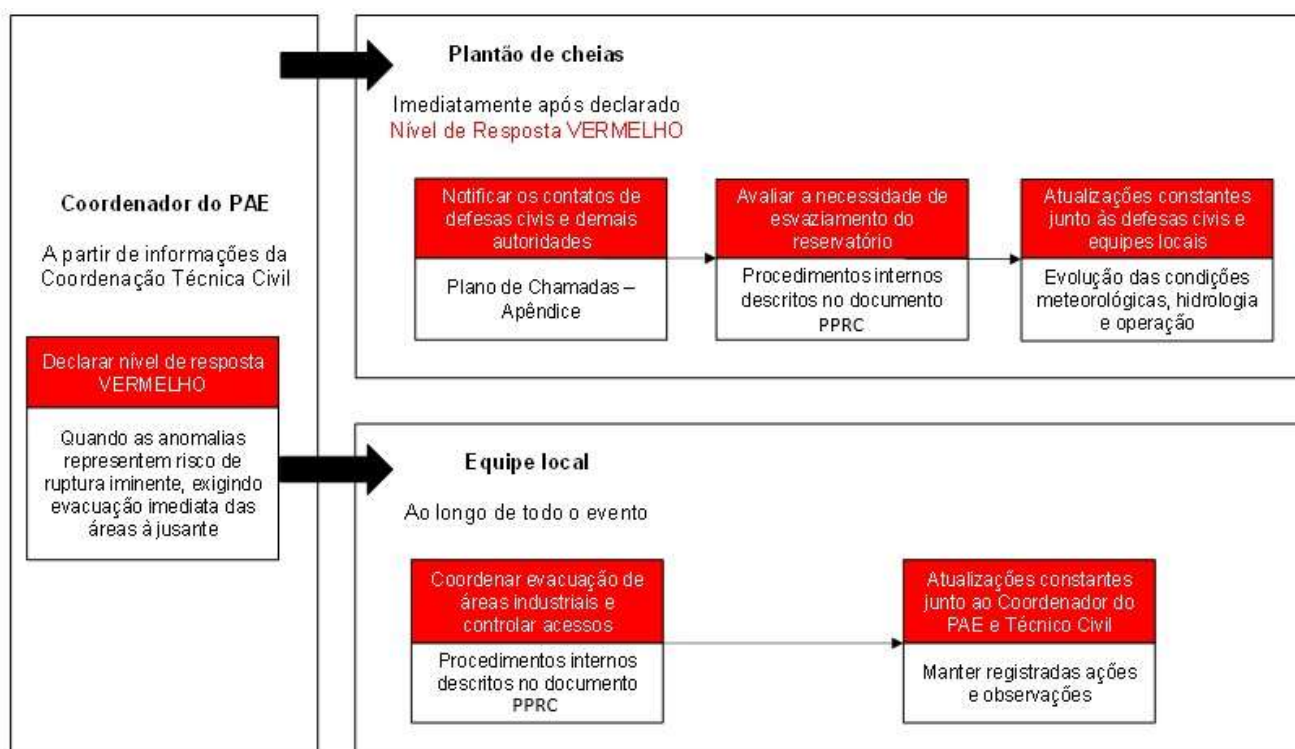 Coordenador do PAE
A partir de informações da
Coordenação Técnica Civil
Declarar nível de resposta
VERMELHO
Quando as anomalias
representem risco de
ruptura iminente, exigindo
evacuação imediata das
áreas à jusante
Plantão de cheias
Imediatamente após declarado
Nível de Resposta VERMELHO
Notificar os contatos de
defesas civis e demais
autoridades
Plano de Chamadas –
Apêndice
Avaliar a necessidade de
esvaziamento do
reservatório
Procedimentos internos
descritos no documento
PPRC
Atualizações constantes
junto às defesas civis e
equipes locais
Evolução das condições
meteorológicas, hidrologia
e operação
Equipe local
Ao longo de todo o evento
Coordenar evacuação de
áreas industriais e
controlar acessos
Procedimentos internos
descritos no documento
PPRC
Atualizações constantes
junto ao Coordenador do
PAE e Técnico Civil
Manter registradas ações
e observações